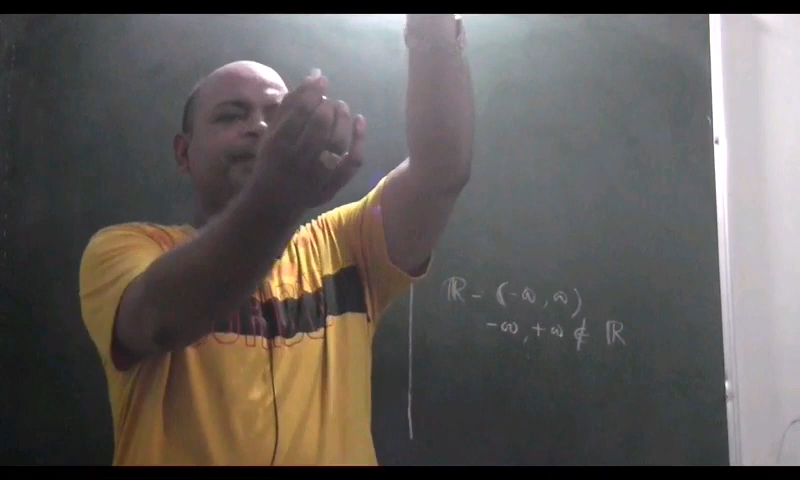 ℝ = (-∞, ∞)
-∞, +∞ ∉ ℝ